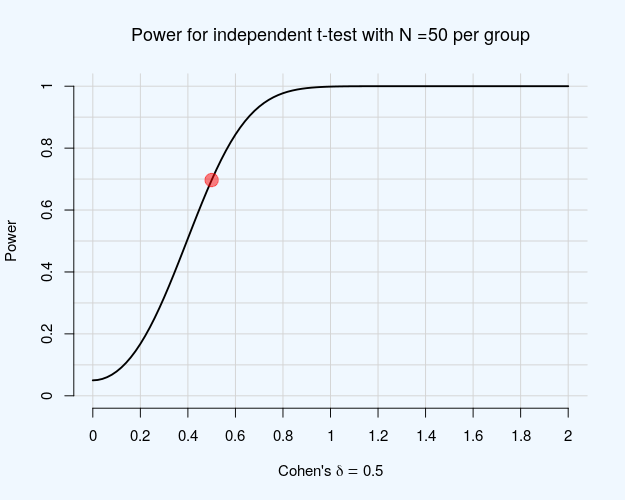 Power for independent t-test with N =50 per group
1
0.8
0.6
0.4
0.2
0
Power
0 0.2 0.4 0.6 0.8 1 1.2 1.4 1.6 1.8 2
Cohen's δ = 0.5